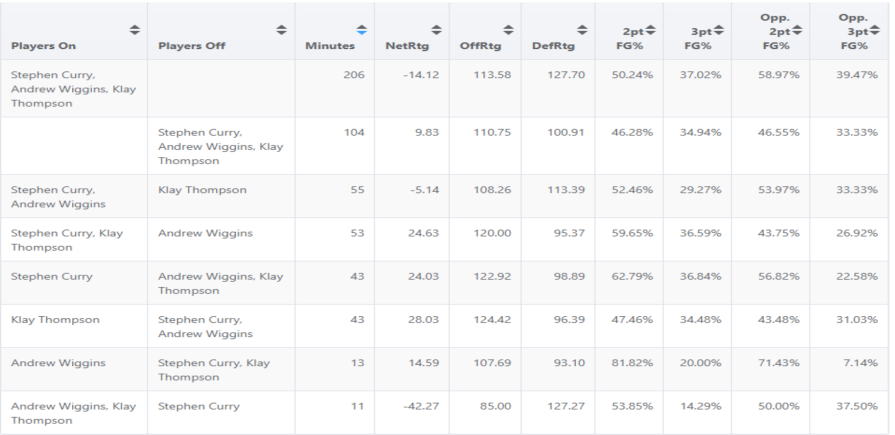 Players On Players Off Minutes NetRtg OffRtg DefRtg 2pt FG% 3pt FG% Opp. 2pt FG% Opp. 3pt FG%
Stephen Curry, Andrew Wiggins, Klay Thompson 206 -14.12 113.58 127.70 50.24% 37.02% 58.97% 39.47%
Stephen Curry, Andrew Wiggins, Klay Thompson 104 9.83 110.75 100.91 46.28% 34.94% 46.55% 33.33%
Stephen Curry, Andrew Wiggins Klay Thompson 55 -5.14 108.26 113.39 52.46% 29.27% 53.97% 33.33%
Stephen Curry, Klay Thompson Andrew Wiggins 53 24.63 120.00 95.37 59.65% 36.59% 43.75% 26.92%
Stephen Curry Andrew Wiggins, Klay Thompson 43 24.03 122.92 98.89 62.79% 36.84% 56.82% 22.58%
Klay Thompson Stephen Curry, Andrew Wiggins 43 28.03 124.42 96.39 47.46% 34.48% 43.48% 31.03%
Andrew Wiggins Stephen Curry, Klay Thompson 13 14.59 107.69 93.10 81.82% 20.00% 71.43% 7.14%
Andrew Wiggins, Klay Thompson Stephen Curry 11 -42.27 85.00 127.27 53.85% 14.29% 50.00% 37.50%